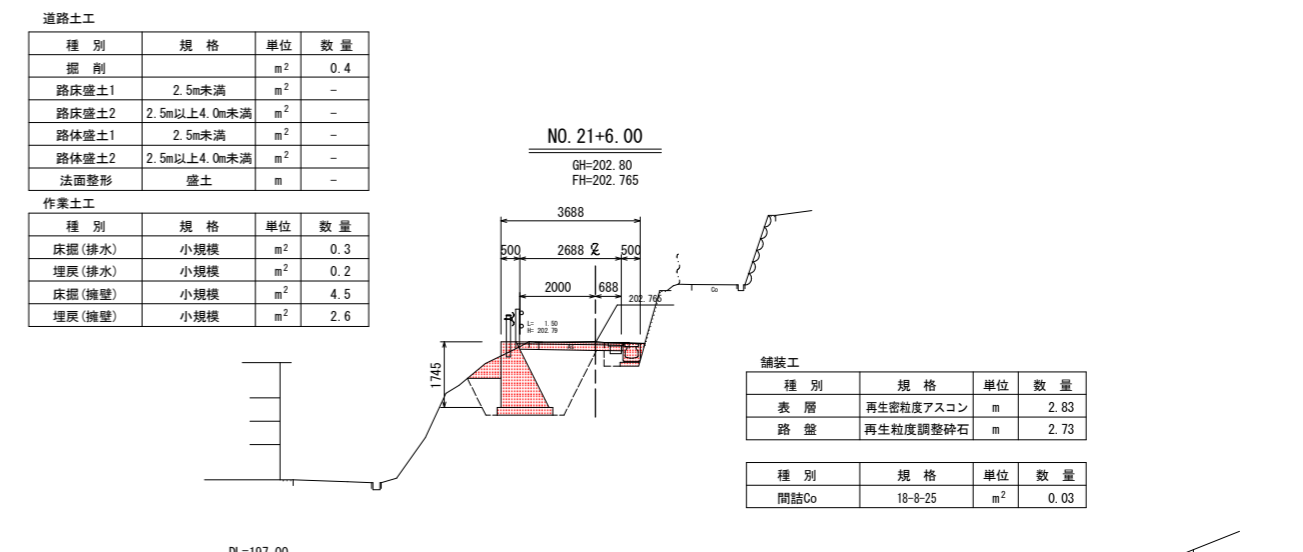 道路土工
種 別 規 格 単位 数 量
掘 削 m2 0.4
路床盛土1 2.5m未満 m2 -
路床盛土2 2.5m以上4.0m未満 m2 -
路体盛土1 2.5m未満 m2 -
路体盛土2 2.5m以上4.0m未満 m2 -
法面整形 盛土 m -
作業土工
種 別 規 格 単位 数 量
床掘(排水) 小規模 m2 0.3
埋戻(排水) 小規模 m2 0.2
床掘(擁壁) 小規模 m2 4.5
埋戻(擁壁) 小規模 m2 2.6
NO.21+6.00
GH=202.80
FH=202.765
3688
500 2688 500
2000 688
202.765
L= 1.50
H= 202.79
Co
1745
舗装工
種 別 規 格 単位 数 量
表 層 再生密粒度アスコン m 2.83
路 盤 再生粒度調整砕石 m 2.73
種 別 規 格 単位 数 量
間詰Co 18-8-25 m2 0.03
DL=197.00